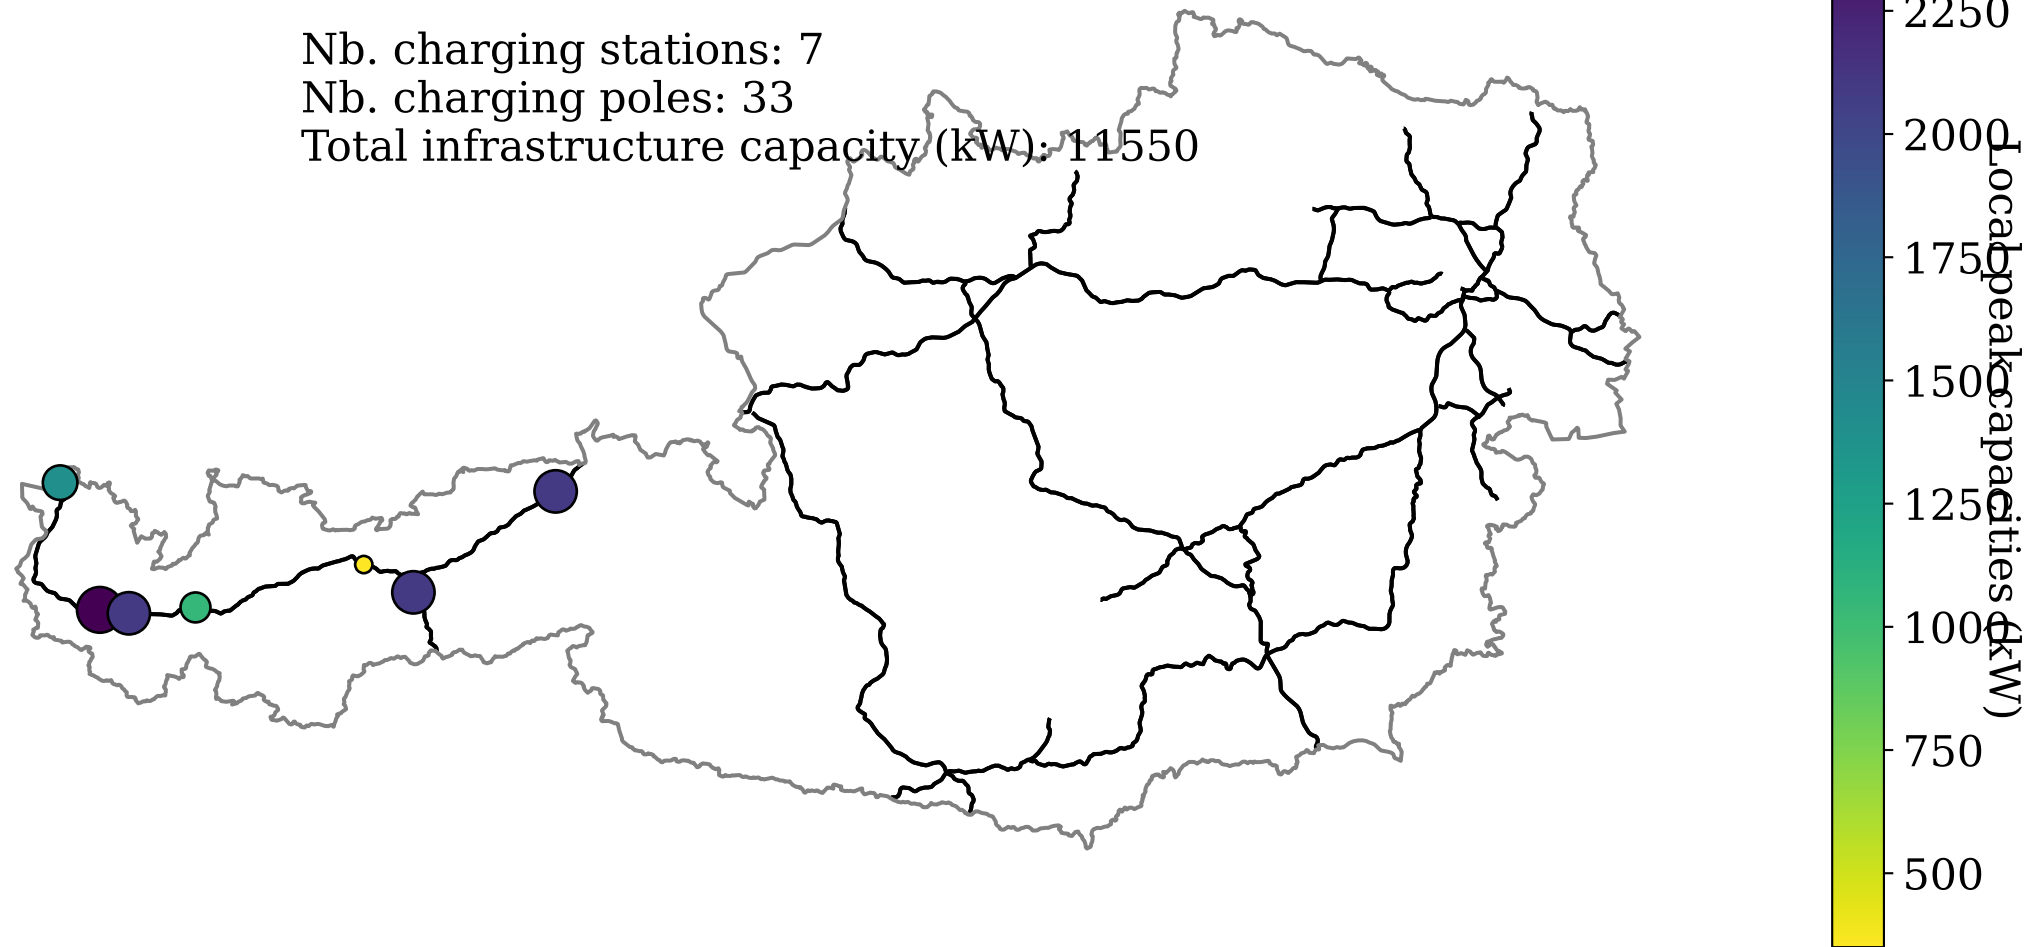 Nb. charging stations: 7
Nb. charging poles: 33
Total infrastructure capacity (kW): 11550
2250
2000
1750
1500
1250
1000
750
500
Local peak capacities (kW)